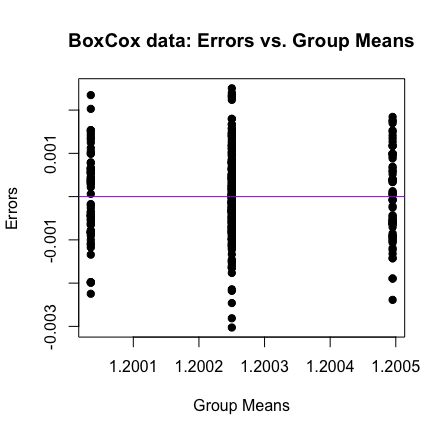 BoxCox data: Errors vs. Group Means
Errors
0.001
-0.001
-0.003
1.2001 1.2002 1.2003 1.2004 1.2005
Group Means